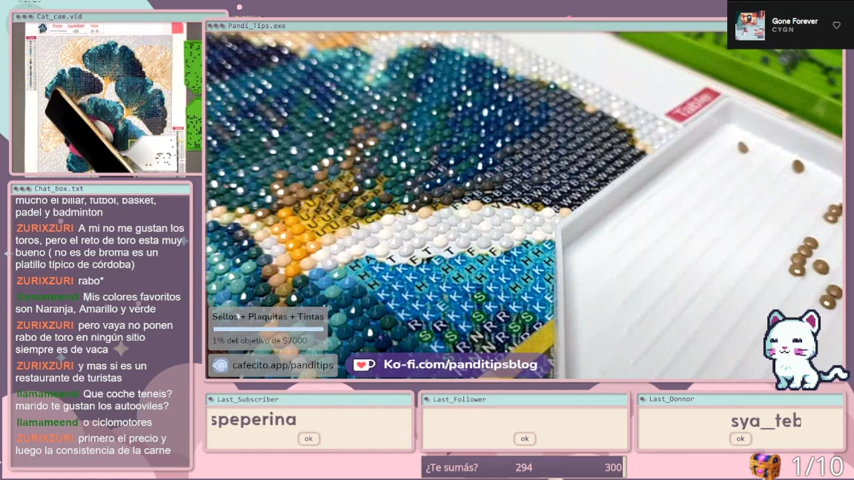 Cat_cam.vid
Pandi_Tips.exe
Gone Forever
CYGN
Table
Chat_box.txt
mucho el billar, futbol, basket,
padel y badminton
ZURIXZURI A mi no me gustan los
toros, pero el reto de toro esta muy
bueno ( no es de broma es un
platillo típico de córdoba)
ZURIXZURI rabo*
llamameend Mis colores favoritos
son Naranja, Amarillo y verde
ZURIXZURI pero vaya no ponen
rabo de toro en ningún sitio
siempre es de vaca
ZURIXZURI y mas si es un
restaurante de turistas
llamameend Que coche teneis?
marido te gustan los autooviles?
llamameend o ciclomotores
ZURIXZURI primero el precio y
luego la consistencia de la carne
Sellos + Plaquitas + Tintas
1% del objetivo de $7000
cafecito.app/panditips
Ko-fi.com/panditipsblog
Last_Subscriber
speperina
ok
Last_Follower
ok
Last_Donnor
sya__teb
ok
¿Te sumás? 294 300
1/10